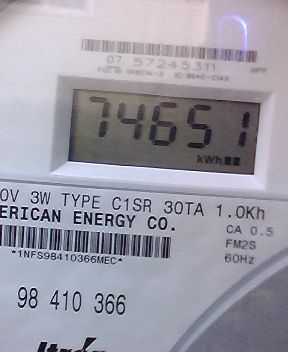 07 57245311
74651
kWh
0V 3W TYPE C1SR 30TA 1.0Kh
ERICAN ENERGY CO.
CA 0.5
FM2S
*1NFS98410366MEC*
60Hz
98 410 366
Itrón